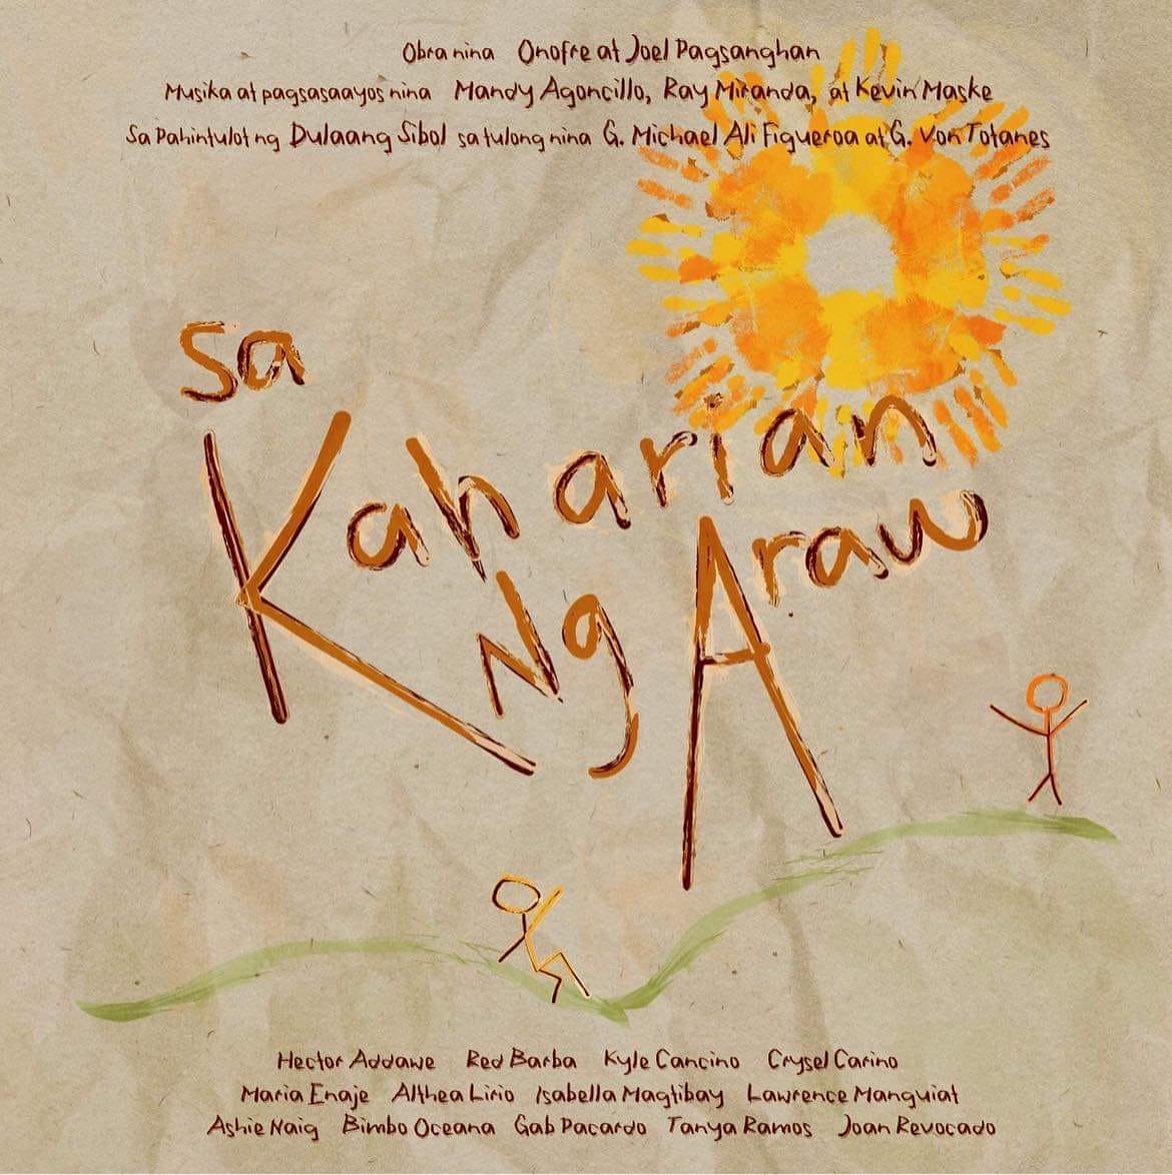 Obra nina Onofre at Joel Pagsanghan
Musika at pagsasaayos nina Mandy Agoncillo, Ray Miranda, at Kevin Maske
Sa Pahintulot ng Dulaang Sibol sa tulong nina G. Michael Ali Figueroa at G. Von Totanes
Sa
Kaharian
Ng Araw
Hector Addawe Red Barba Kyle Cancino Crysel Carino
Maria Enaje Althea Lirio Isabella Magtibay Lawrence Manguiat
Ashie Naig Bimbo Oceana Gab Pacardo Tanya Ramos Joan Revocado